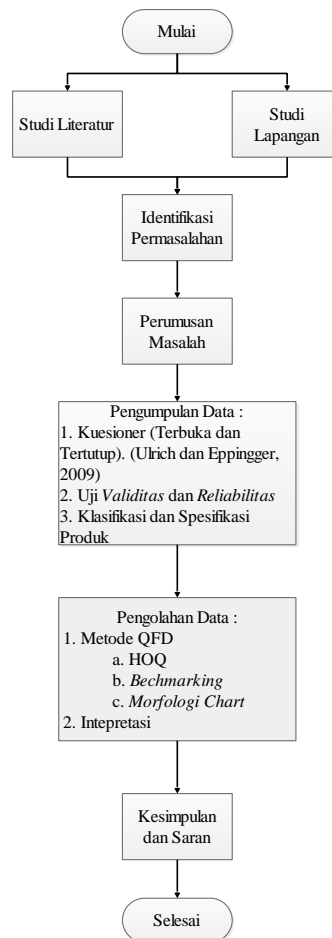 Mulai
Studi Literatur
Studi
Lapangan
Identifikasi
Permasalahan
Perumusan
Masalah
Pengumpulan Data :
1. Kuesioner (Terbuka dan
Tertutup). (Ulrich dan Eppingger,
2009)
2. Uji Validitas dan Reliabilitas
3. Klasifikasi dan Spesifikasi
Produk
Pengolahan Data :
1. Metode QFD
a. HOQ
b. Bechmarking
c. Morfologi Chart
2. Intepretasi
Kesimpulan
dan Saran
Selesai